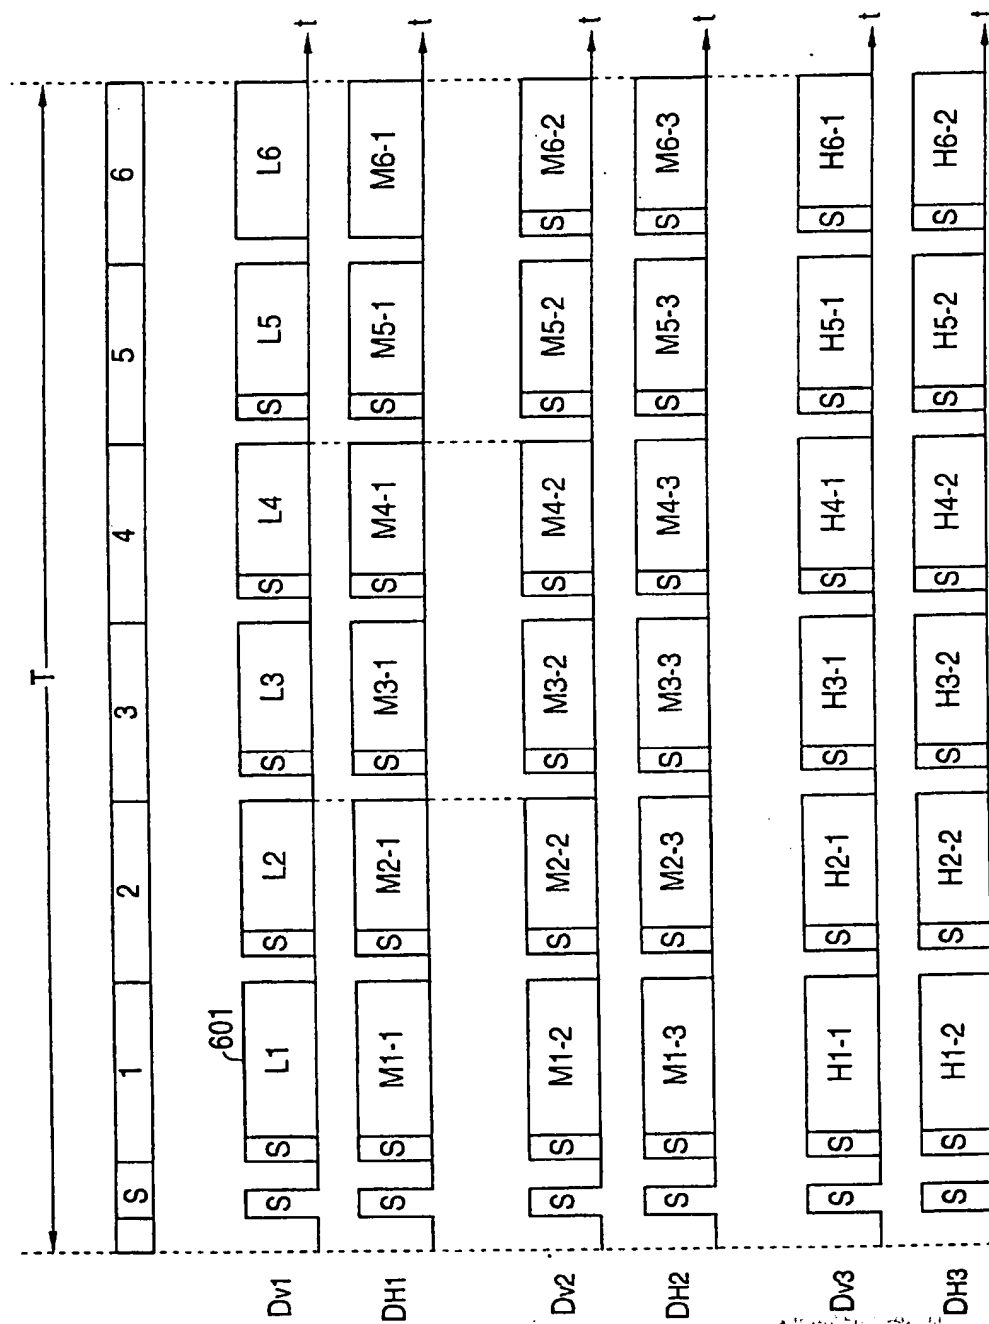 T
S 1 2 3 4 5 6
601
Dv1 S S L1 S L2 S L3 S L4 S L5 L6 t
DH1 S S M1-1 S M2-1 S M3-1 S M4-1 S M5-1 M6-1 t
Dv2 S S M1-2 S M2-2 S M3-2 S M4-2 S M5-2 S M6-2 t
DH2 S S M1-3 S M2-3 S M3-3 S M4-3 S M5-3 S M6-3 t
Dv3 S S H1-1 S H2-1 S H3-1 S H4-1 S H5-1 S H6-1 t
DH3 S S H1-2 S H2-2 S H3-2 S H4-2 S H5-2 S H6-2 t